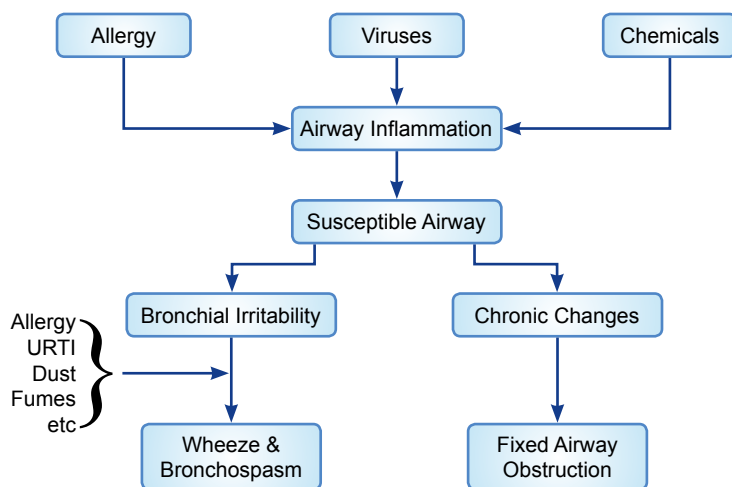 Allergy
Viruses
Chemicals
Airway Inflammation
Susceptible Airway
Bronchial Irritability
Chronic Changes
Allergy
URTI
Dust
Fumes
etc
Wheeze &
Bronchospasm
Fixed Airway
Obstruction